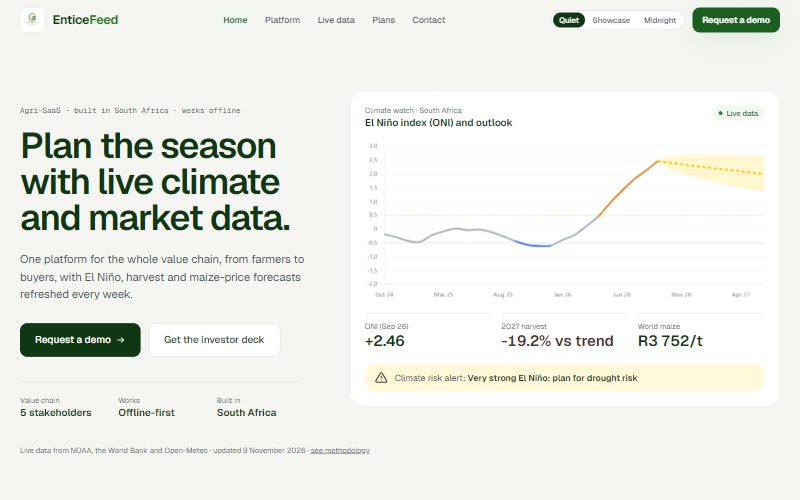 EnticeFeed
Home
Platform
Live data
Plans
Contact
Quiet
Showcase
Midnight
Request a demo
Agri-SaaS · built in South Africa · works offline
Plan the season
with live climate
and market data.
One platform for the whole value chain, from farmers to
buyers, with El Niño, harvest and maize-price forecasts
refreshed every week.
Request a demo →
Get the investor deck
Value chain
5 stakeholders
Works
Offline-first
Built in
South Africa
Climate watch · South Africa
El Niño index (ONI) and outlook
Live data
3,0
2,5
2,0
1,5
1,0
0,5
0
-0,5
-1,0
-1,5
-2,0
Oct 24
Mar 25
Aug 25
Jan 26
Jun 26
Nov 26
Apr 27
ONI (Sep 26)
+2.46
2027 harvest
-19.2% vs trend
World maize
R3 752/t
Climate risk alert: Very strong El Niño: plan for drought risk
Live data from NOAA, the World Bank and Open-Meteo · updated 9 November 2026 · see methodology